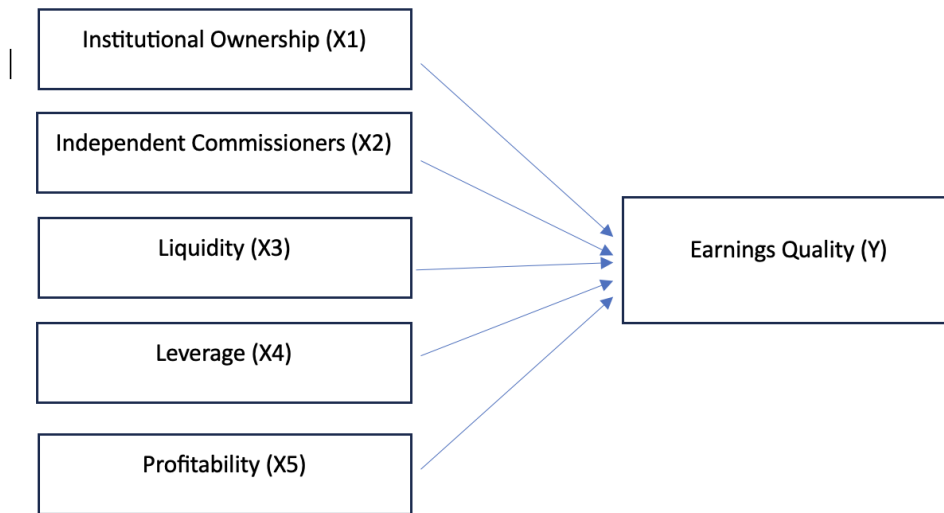 Institutional Ownership (X1)
Independent Commissioners (X2)
Liquidity (X3)
Earnings Quality (Y)
Leverage (X4)
Profitability (X5)